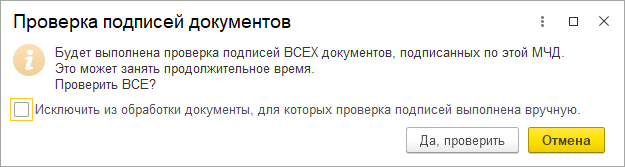 Проверка подписей документов
Будет выполнена проверка подписей ВСЕХ документов, подписанных по этой МЧД.
Это может занять продолжительное время.
Проверить ВСЕ?
Исключить из обработки документы, для которых проверка подписей выполнена вручную.
Да, проверить Отмена